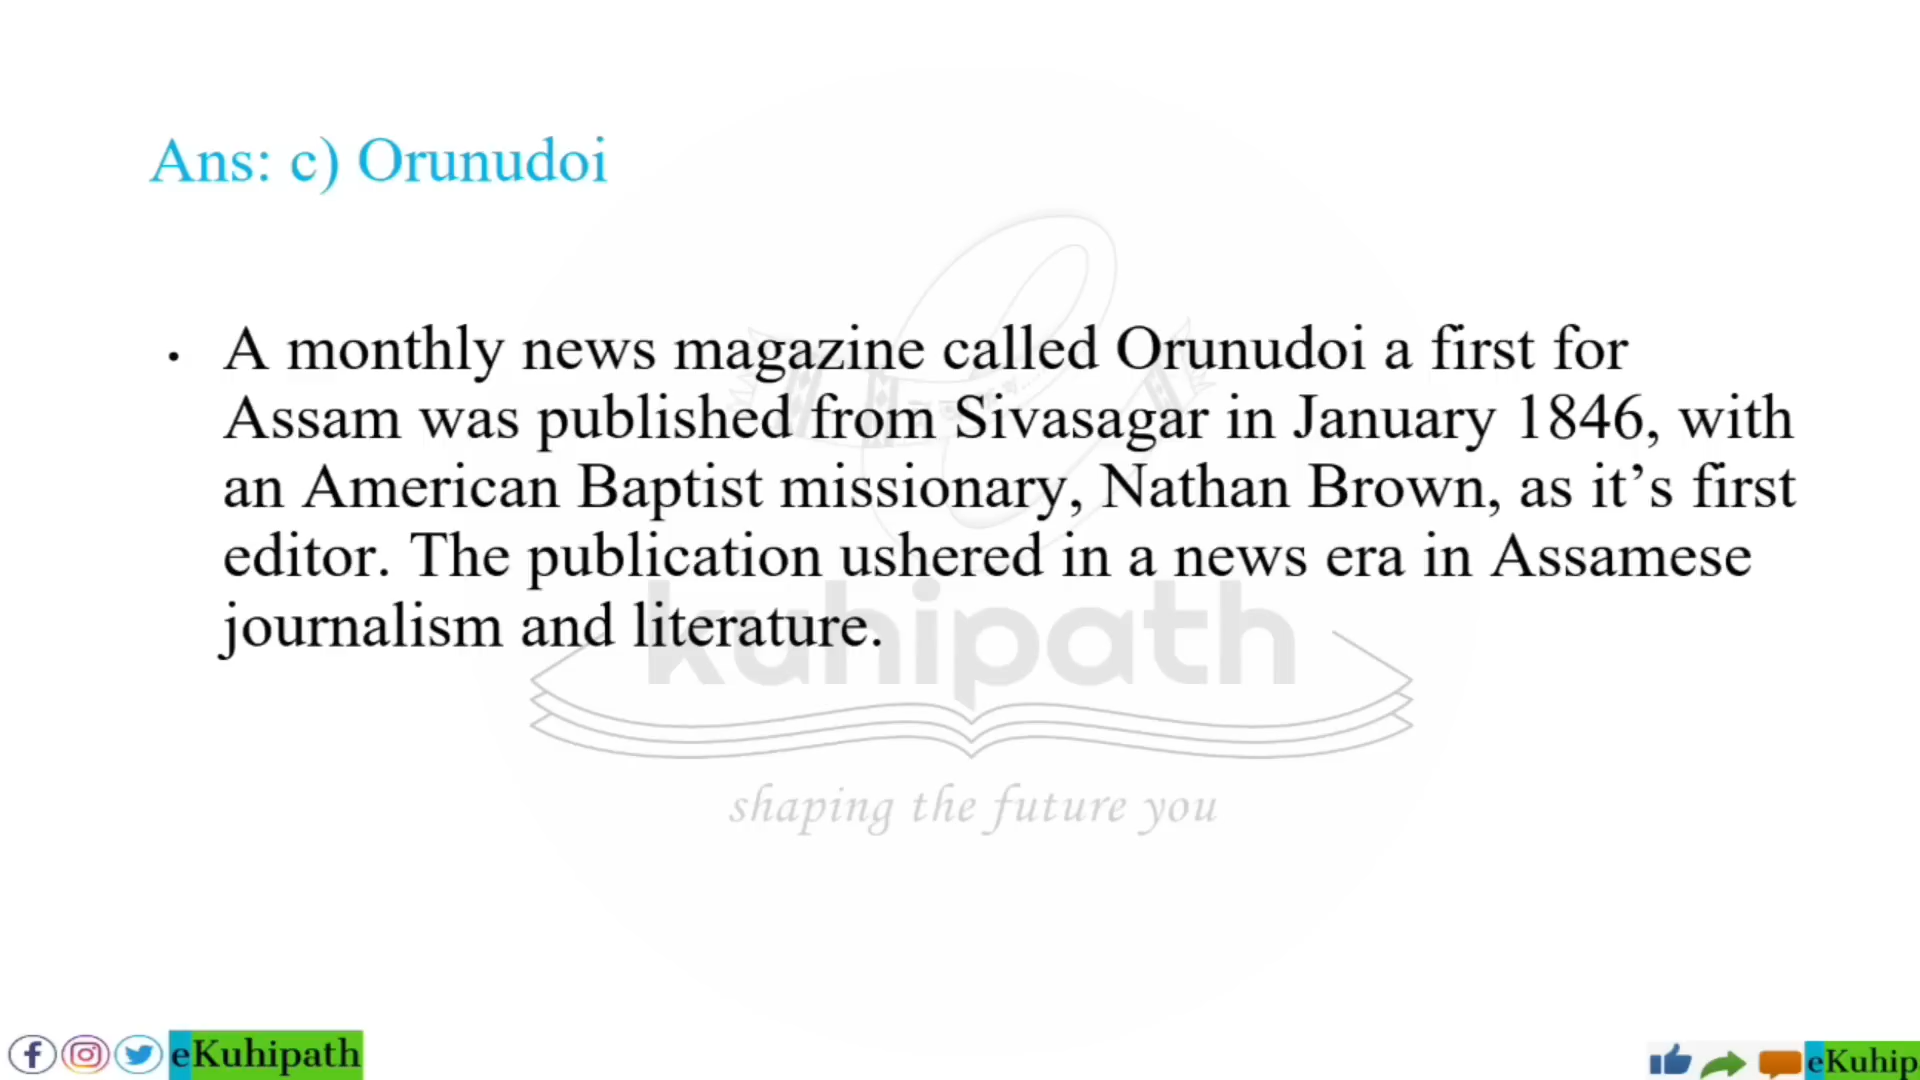 Ans: c) Orunudoi
• A monthly news magazine called Orunudoi a first for
Assam was published from Sivasagar in January 1846, with
an American Baptist missionary, Nathan Brown, as it’s first
editor. The publication ushered in a news era in Assamese
journalism and literature.
kuhipath
shaping the future you
eKuhipath
eKuhip